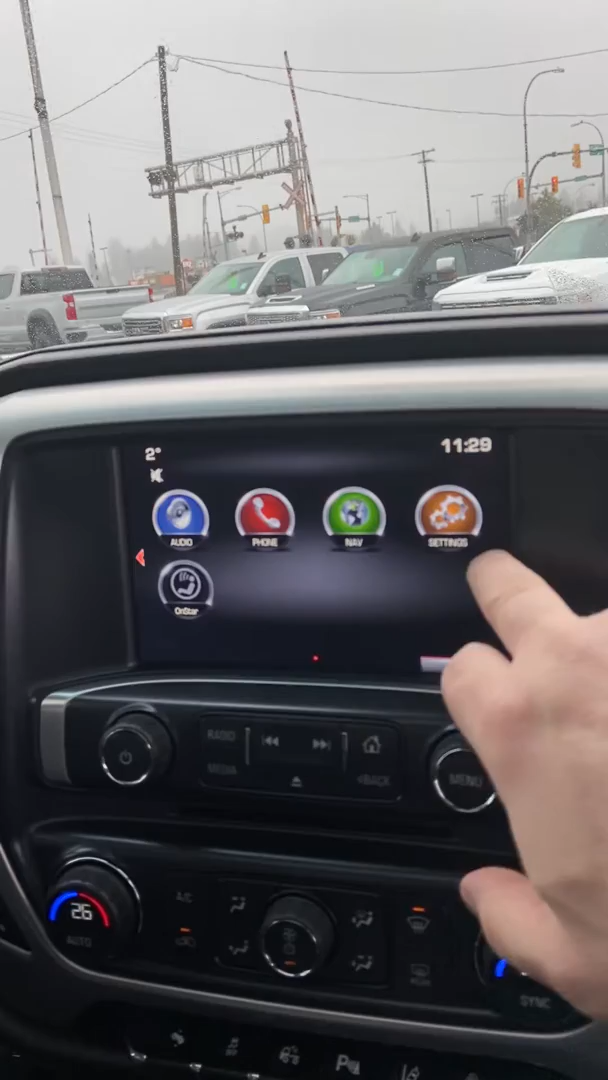 2° 11:29
AUDIO PHONE NAV SETTINGS
OnStar
RADIO
MEDIA
<BACK
MENU
26
AUTO
A/C
SYNC